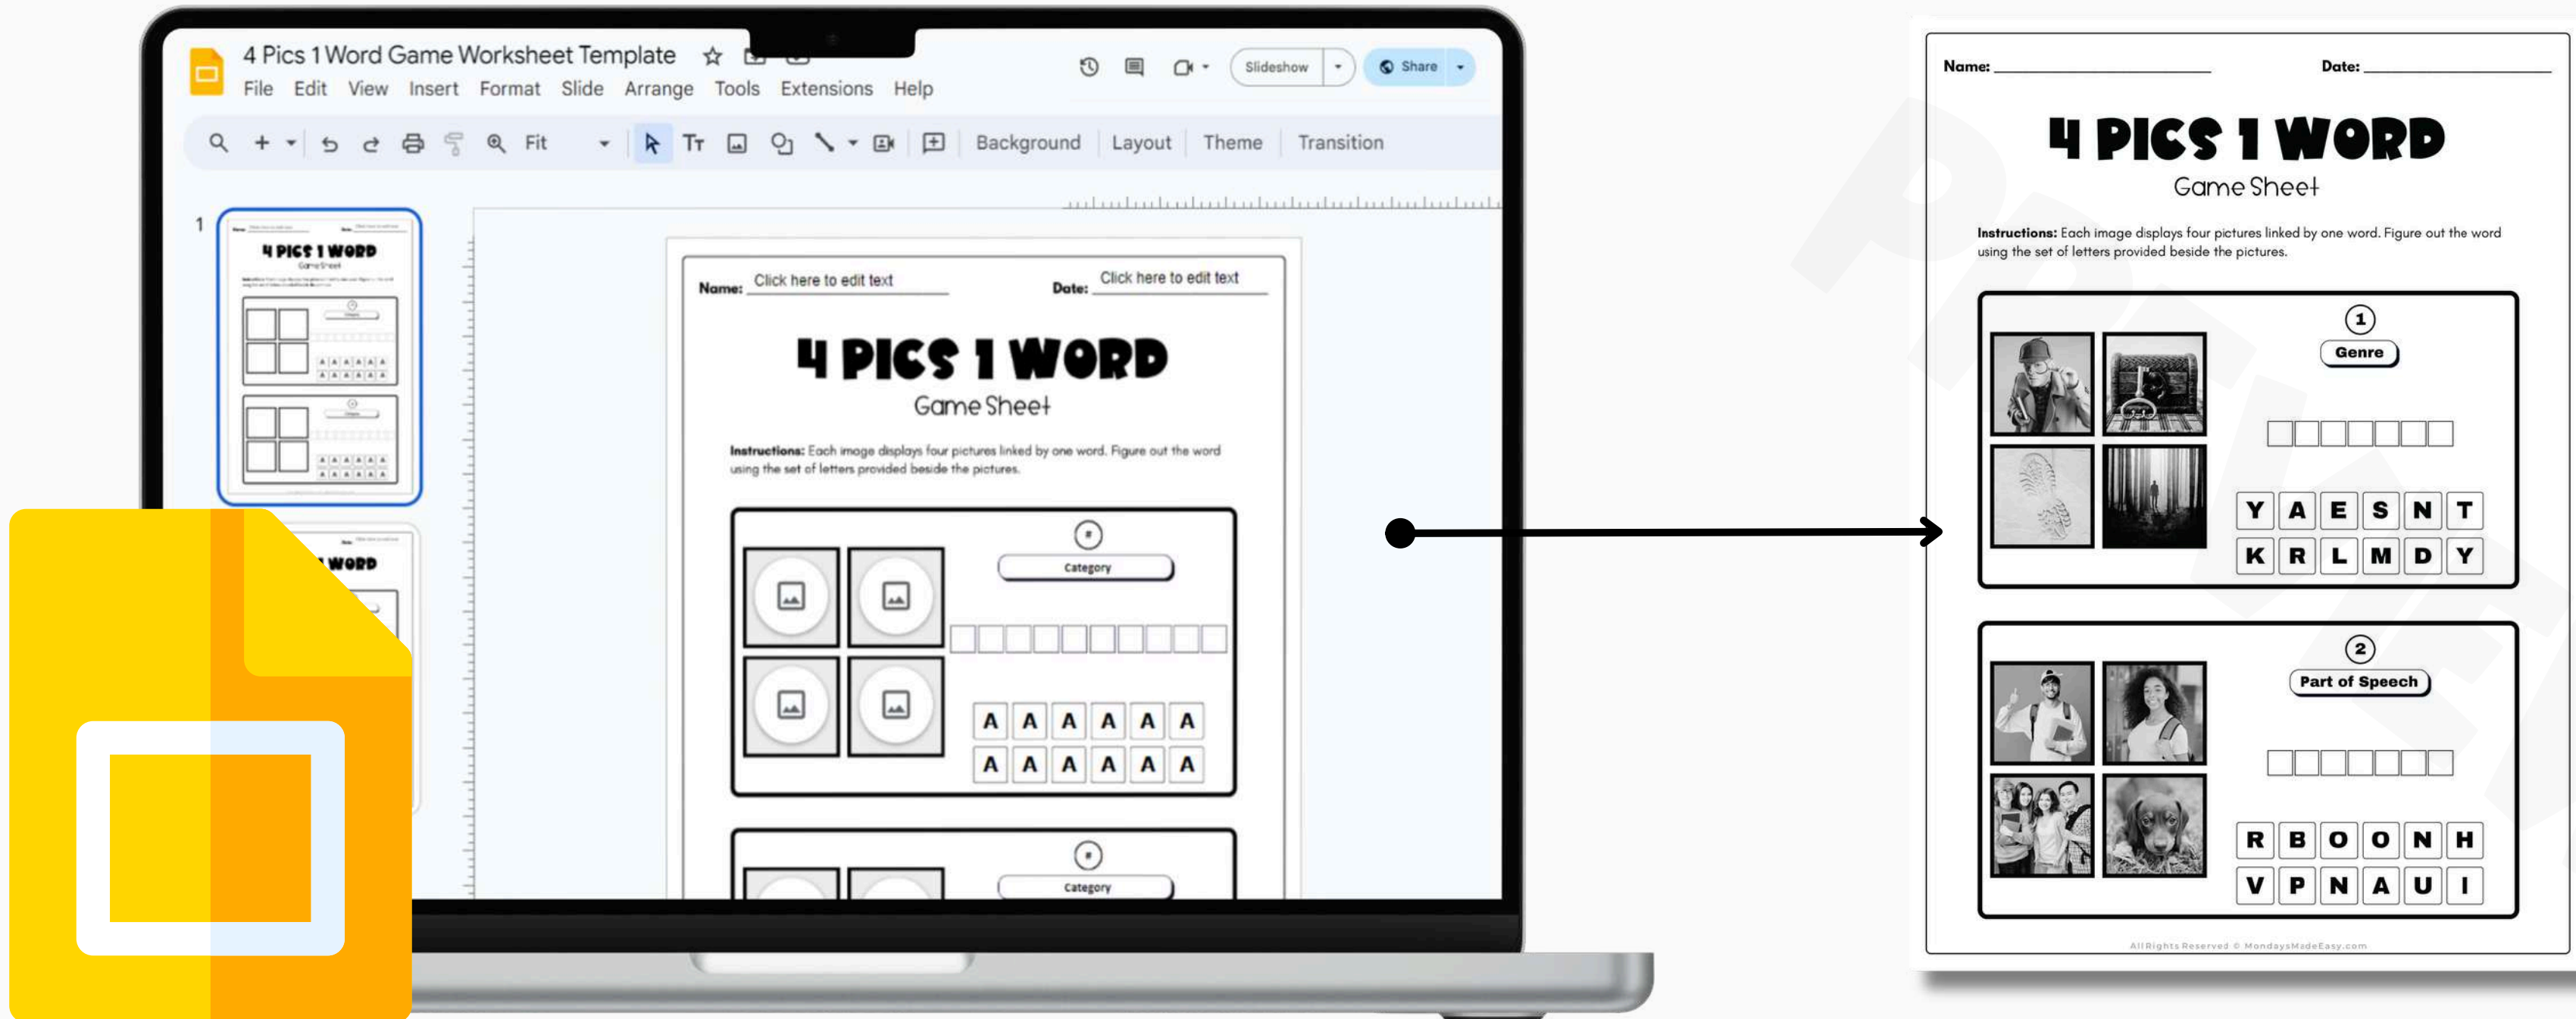 4 Pics 1 Word Game Worksheet Template
File Edit View Insert Format Slide Arrange Tools Extensions Help
Slideshow
Share
Fit
Background Layout Theme Transition
1
4 PICS 1 WORD
Game Sheet
Category
A A A A A A
A A A A A A
Category
A A A A A A
A A A A A A
WORD
Name: Click here to edit text Date: Click here to edit text
4 PICS 1 WORD
Game Sheet
Instructions: Each image displays four pictures linked by one word. Figure out the word
using the set of letters provided beside the pictures.
#
Category
A A A A A A
A A A A A A
#
Category
Name: Date:
4 PICS 1 WORD
Game Sheet
Instructions: Each image displays four pictures linked by one word. Figure out the word
using the set of letters provided beside the pictures.
1
Genre
Y A E S N T
K R L M D Y
2
Part of Speech
R B O O N H
V P N A U I
All Rights Reserved © MondaysMadeEasy.com
PREVIEW